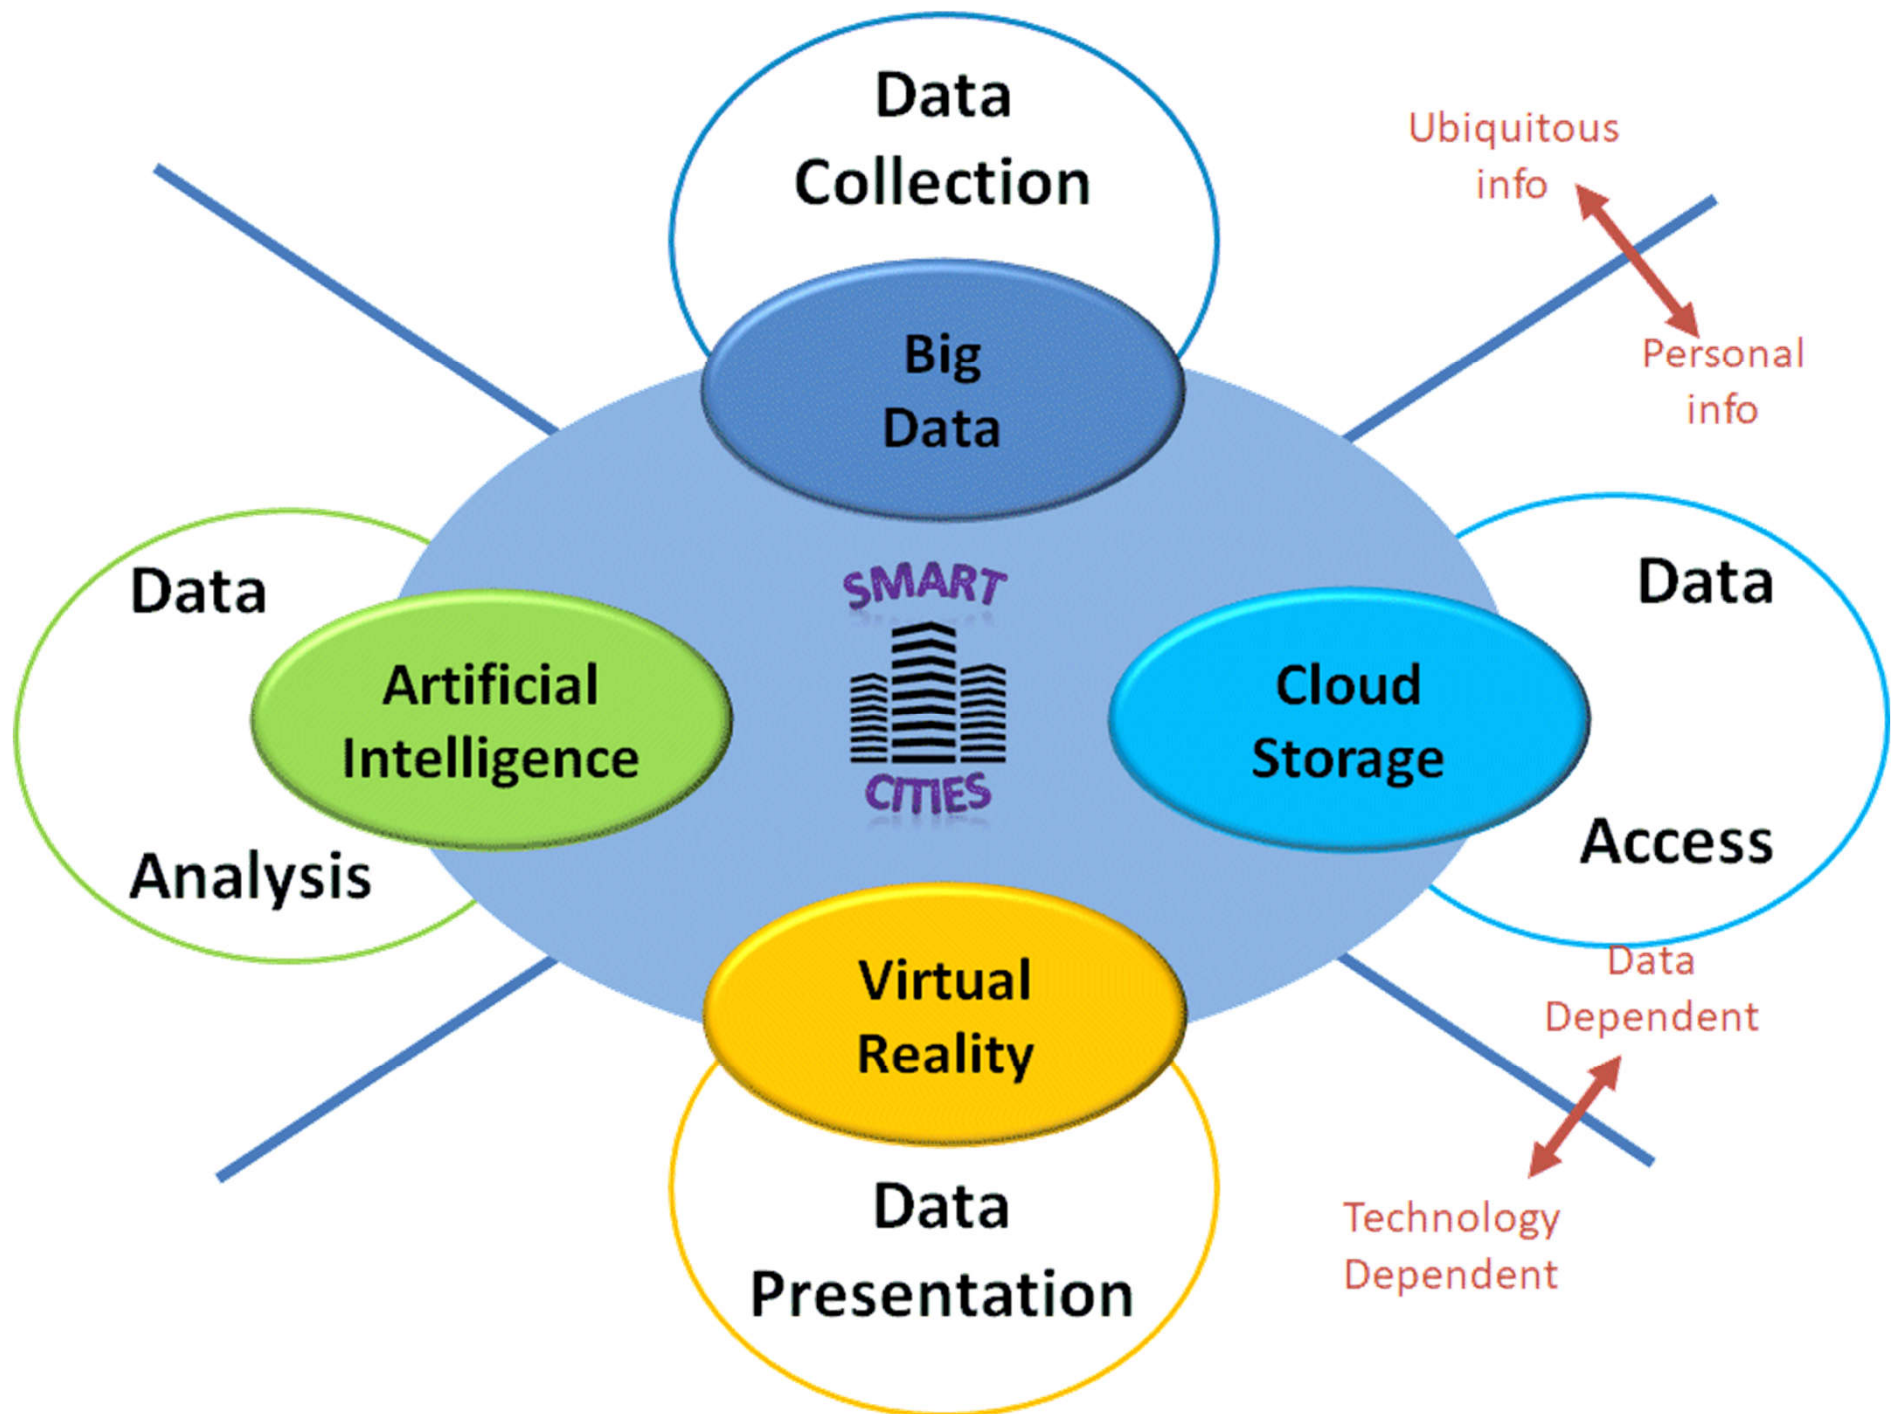 Data
Collection
Ubiquitous
info
Personal
info
Big
Data
SMART
CITIES
Data
Analysis
Artificial
Intelligence
Cloud
Storage
Data
Access
Virtual
Reality
Data
Presentation
Data
Dependent
Technology
Dependent